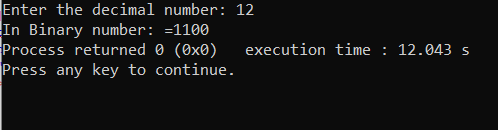 Enter the decimal number: 12
In Binary number: =1100
Process returned 0 (0x0)   execution time : 12.043 s
Press any key to continue.